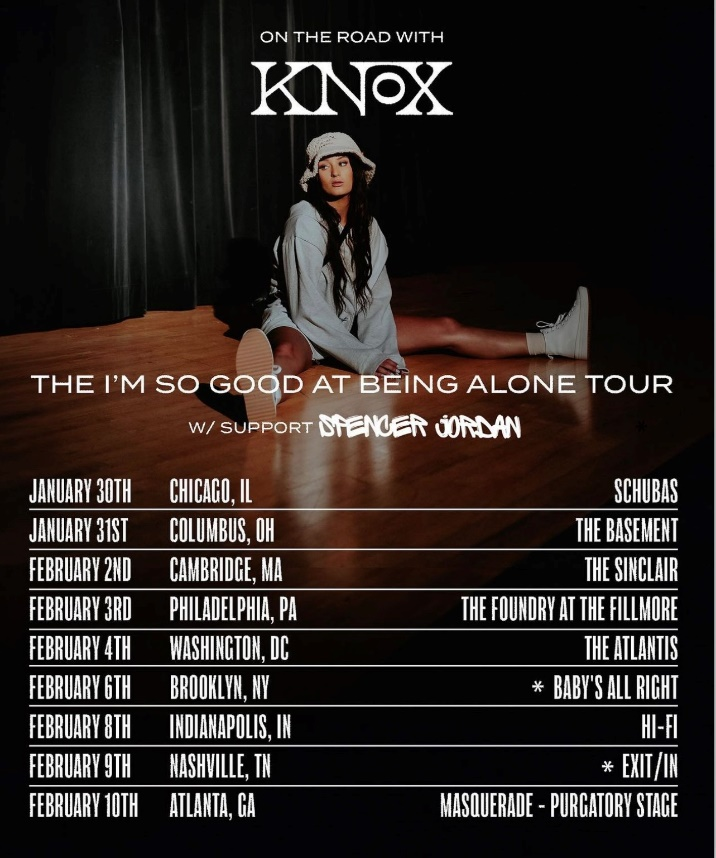 ON THE ROAD WITH
KNOX
THE I'M SO GOOD AT BEING ALONE TOUR
W/ SUPPORT SPENCER JORDAN
JANUARY 30TH CHICAGO, IL SCHUBAS
JANUARY 31ST COLUMBUS, OH THE BASEMENT
FEBRUARY 2ND CAMBRIDGE, MA THE SINCLAIR
FEBRUARY 3RD PHILADELPHIA, PA THE FOUNDRY AT THE FILLMORE
FEBRUARY 4TH WASHINGTON, DC THE ATLANTIS
FEBRUARY 6TH BROOKLYN, NY * BABY'S ALL RIGHT
FEBRUARY 8TH INDIANAPOLIS, IN HI-FI
FEBRUARY 9TH NASHVILLE, TN * EXIT/IN
FEBRUARY 10TH ATLANTA, GA MASQUERADE - PURGATORY STAGE